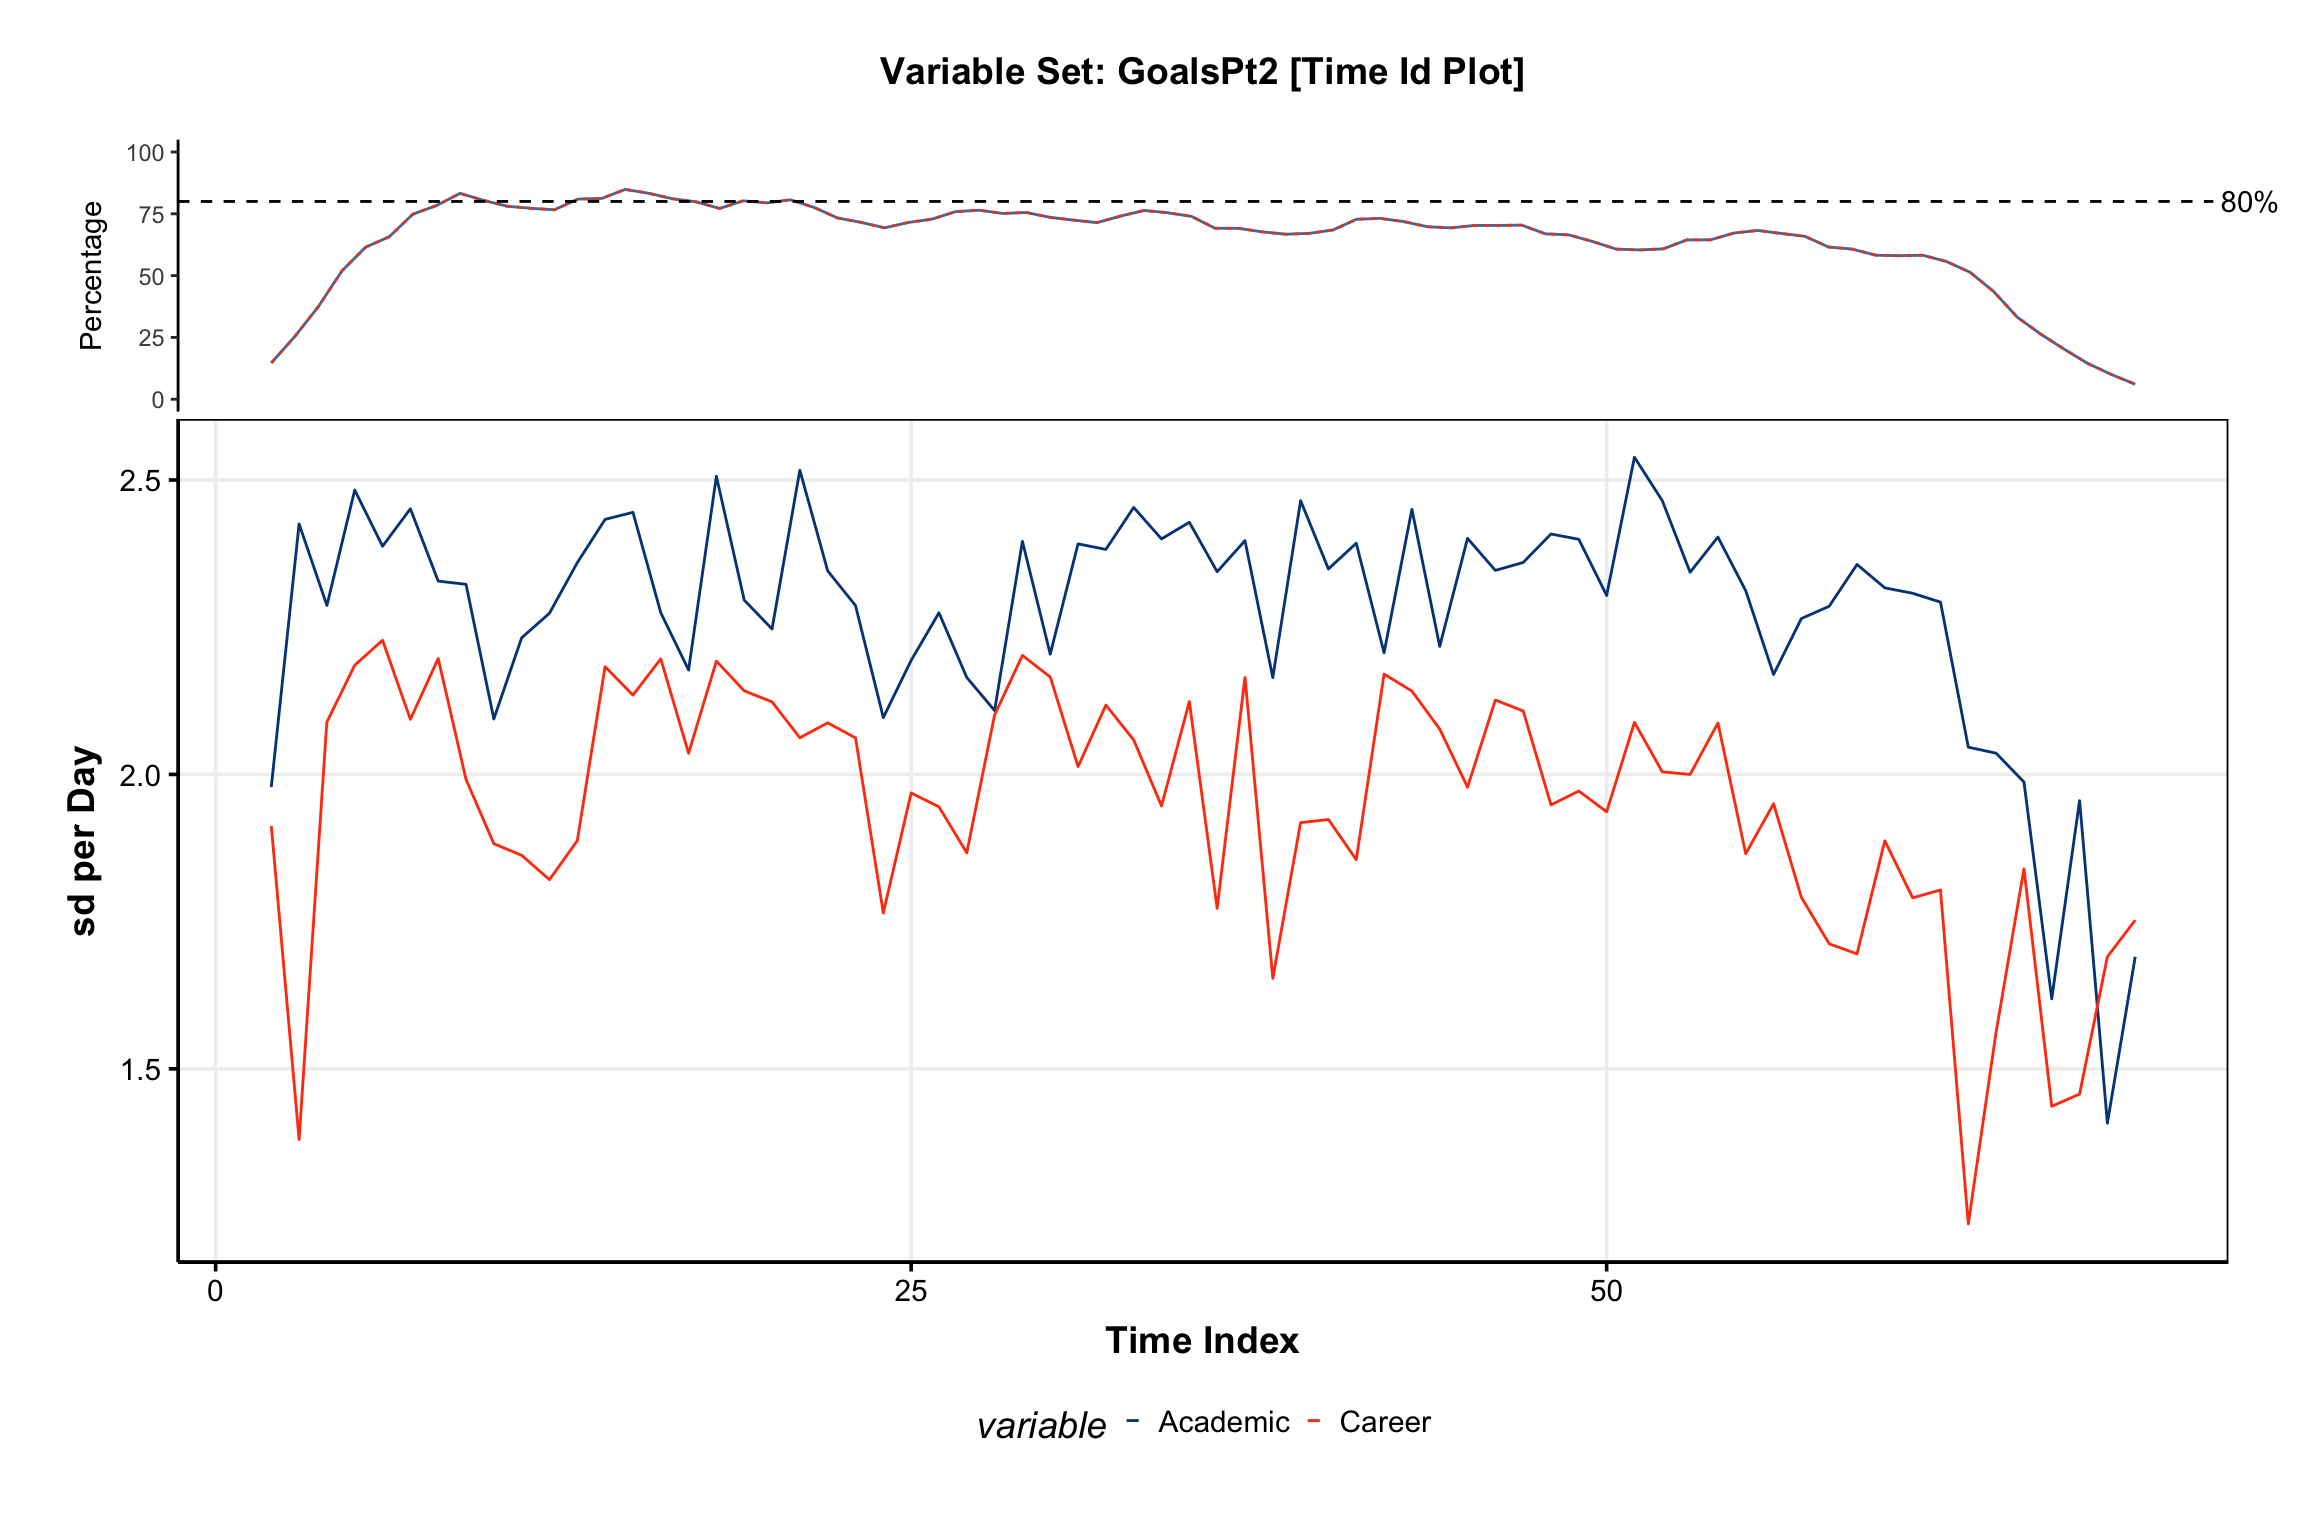 Variable Set: GoalsPt2 [Time Id Plot]
Percentage
100
75
50
25
0
80%
sd per Day
2.5
2.0
1.5
0 25 50
Time Index
variable Academic Career